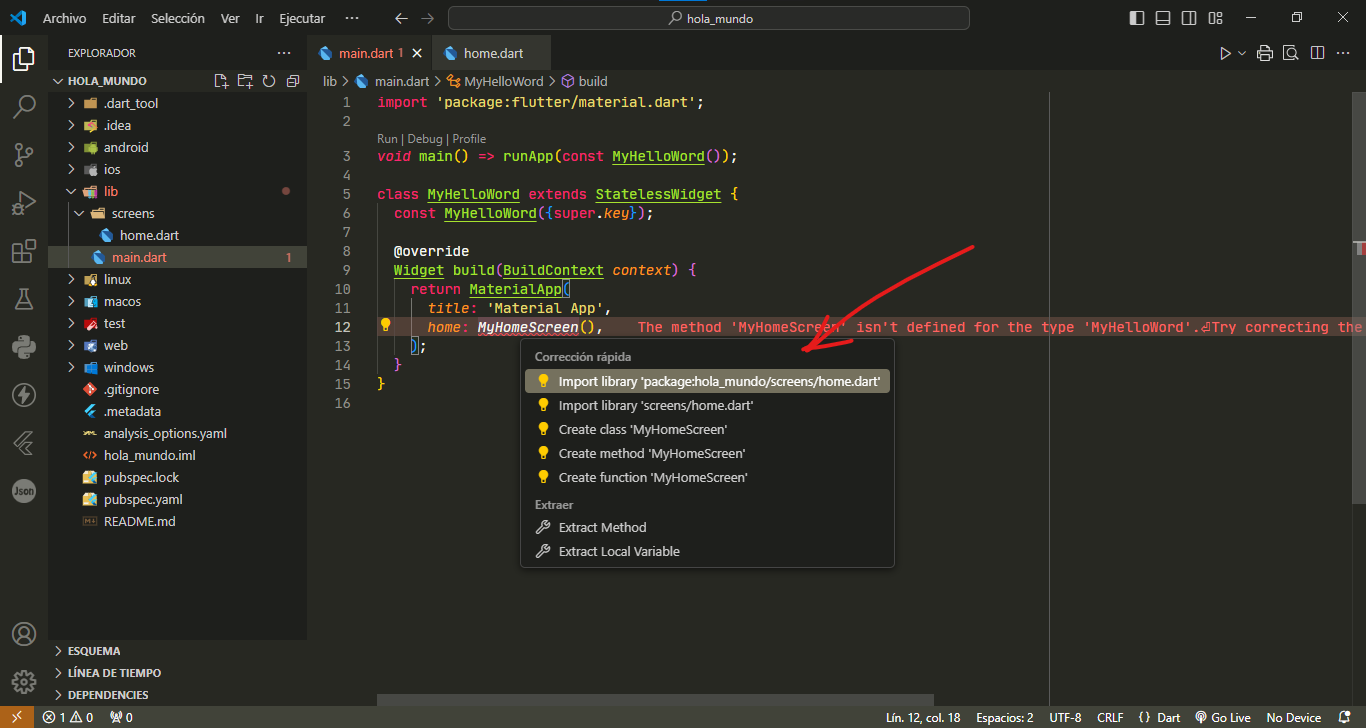 Archivo Editar Selección Ver Ir Ejecutar ··· hola_mundo
EXPLORADOR ···
HOLA_MUNDO
.dart_tool
.idea
android
ios
lib
screens
home.dart
main.dart 1
linux
macos
test
web
windows
.gitignore
.metadata
analysis_options.yaml
hola_mundo.iml
pubspec.lock
pubspec.yaml
README.md
ESQUEMA
LÍNEA DE TIEMPO
DEPENDENCIES
Json
main.dart 1 home.dart
lib > main.dart > MyHelloWord > build
1 import 'package:flutter/material.dart';
2
Run | Debug | Profile
3 void main() => runApp(const MyHelloWord());
4
5 class MyHelloWord extends StatelessWidget {
6 const MyHelloWord({super.key});
7
8 @override
9 Widget build(BuildContext context) {
10 return MaterialApp(
11 title: 'Material App',
12 home: MyHomeScreen(), The method 'MyHomeScreen' isn't defined for the type 'MyHelloWord'.⏎Try correcting the
13 );
14 }
15 }
16
Corrección rápida
Import library 'package:hola_mundo/screens/home.dart'
Import library 'screens/home.dart'
Create class 'MyHomeScreen'
Create method 'MyHomeScreen'
Create function 'MyHomeScreen'
Extraer
Extract Method
Extract Local Variable
1 0 0 Lín. 12, col. 18 Espacios: 2 UTF-8 CRLF {} Dart Go Live No Device